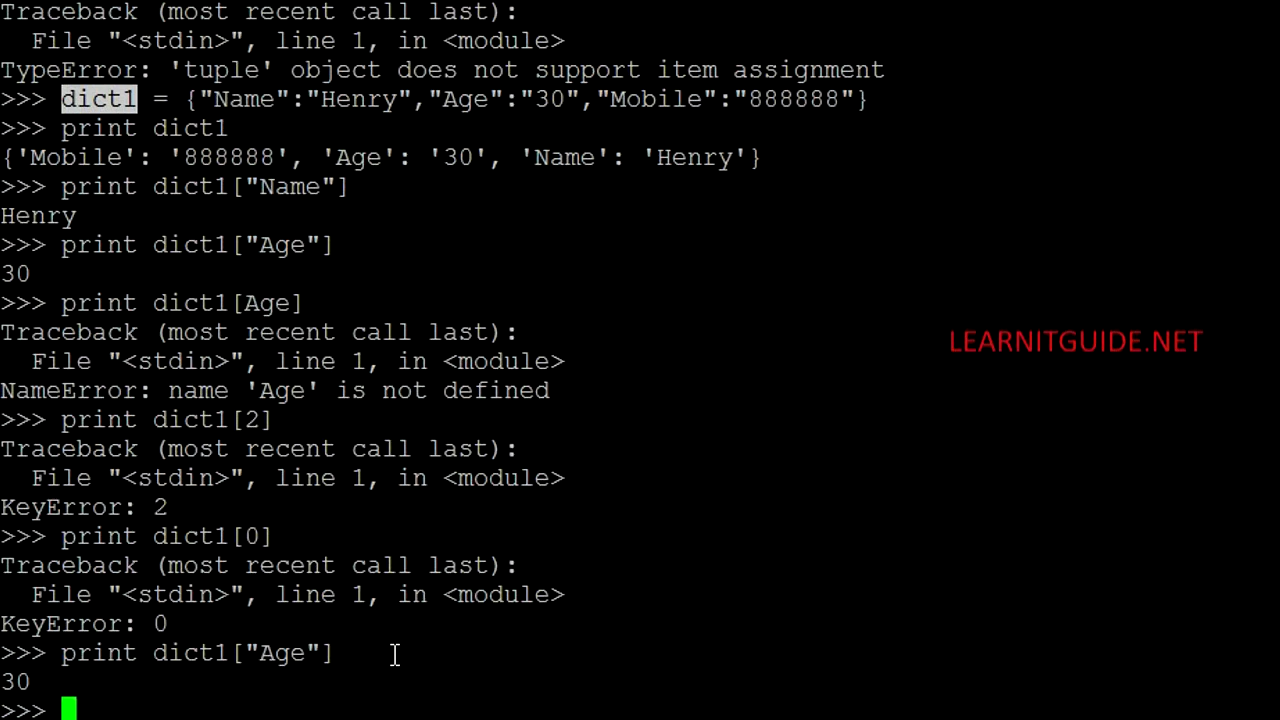 Traceback (most recent call last):
  File "<stdin>", line 1, in <module>
TypeError: 'tuple' object does not support item assignment
>>> dict1 = {"Name":"Henry","Age":"30","Mobile":"888888"}
>>> print dict1
{'Mobile': '888888', 'Age': '30', 'Name': 'Henry'}
>>> print dict1["Name"]
Henry
>>> print dict1["Age"]
30
>>> print dict1[Age]
Traceback (most recent call last):
LEARNITGUIDE.NET
  File "<stdin>", line 1, in <module>
NameError: name 'Age' is not defined
>>> print dict1[2]
Traceback (most recent call last):
  File "<stdin>", line 1, in <module>
KeyError: 2
>>> print dict1[0]
Traceback (most recent call last):
  File "<stdin>", line 1, in <module>
KeyError: 0
>>> print dict1["Age"]
30
>>>